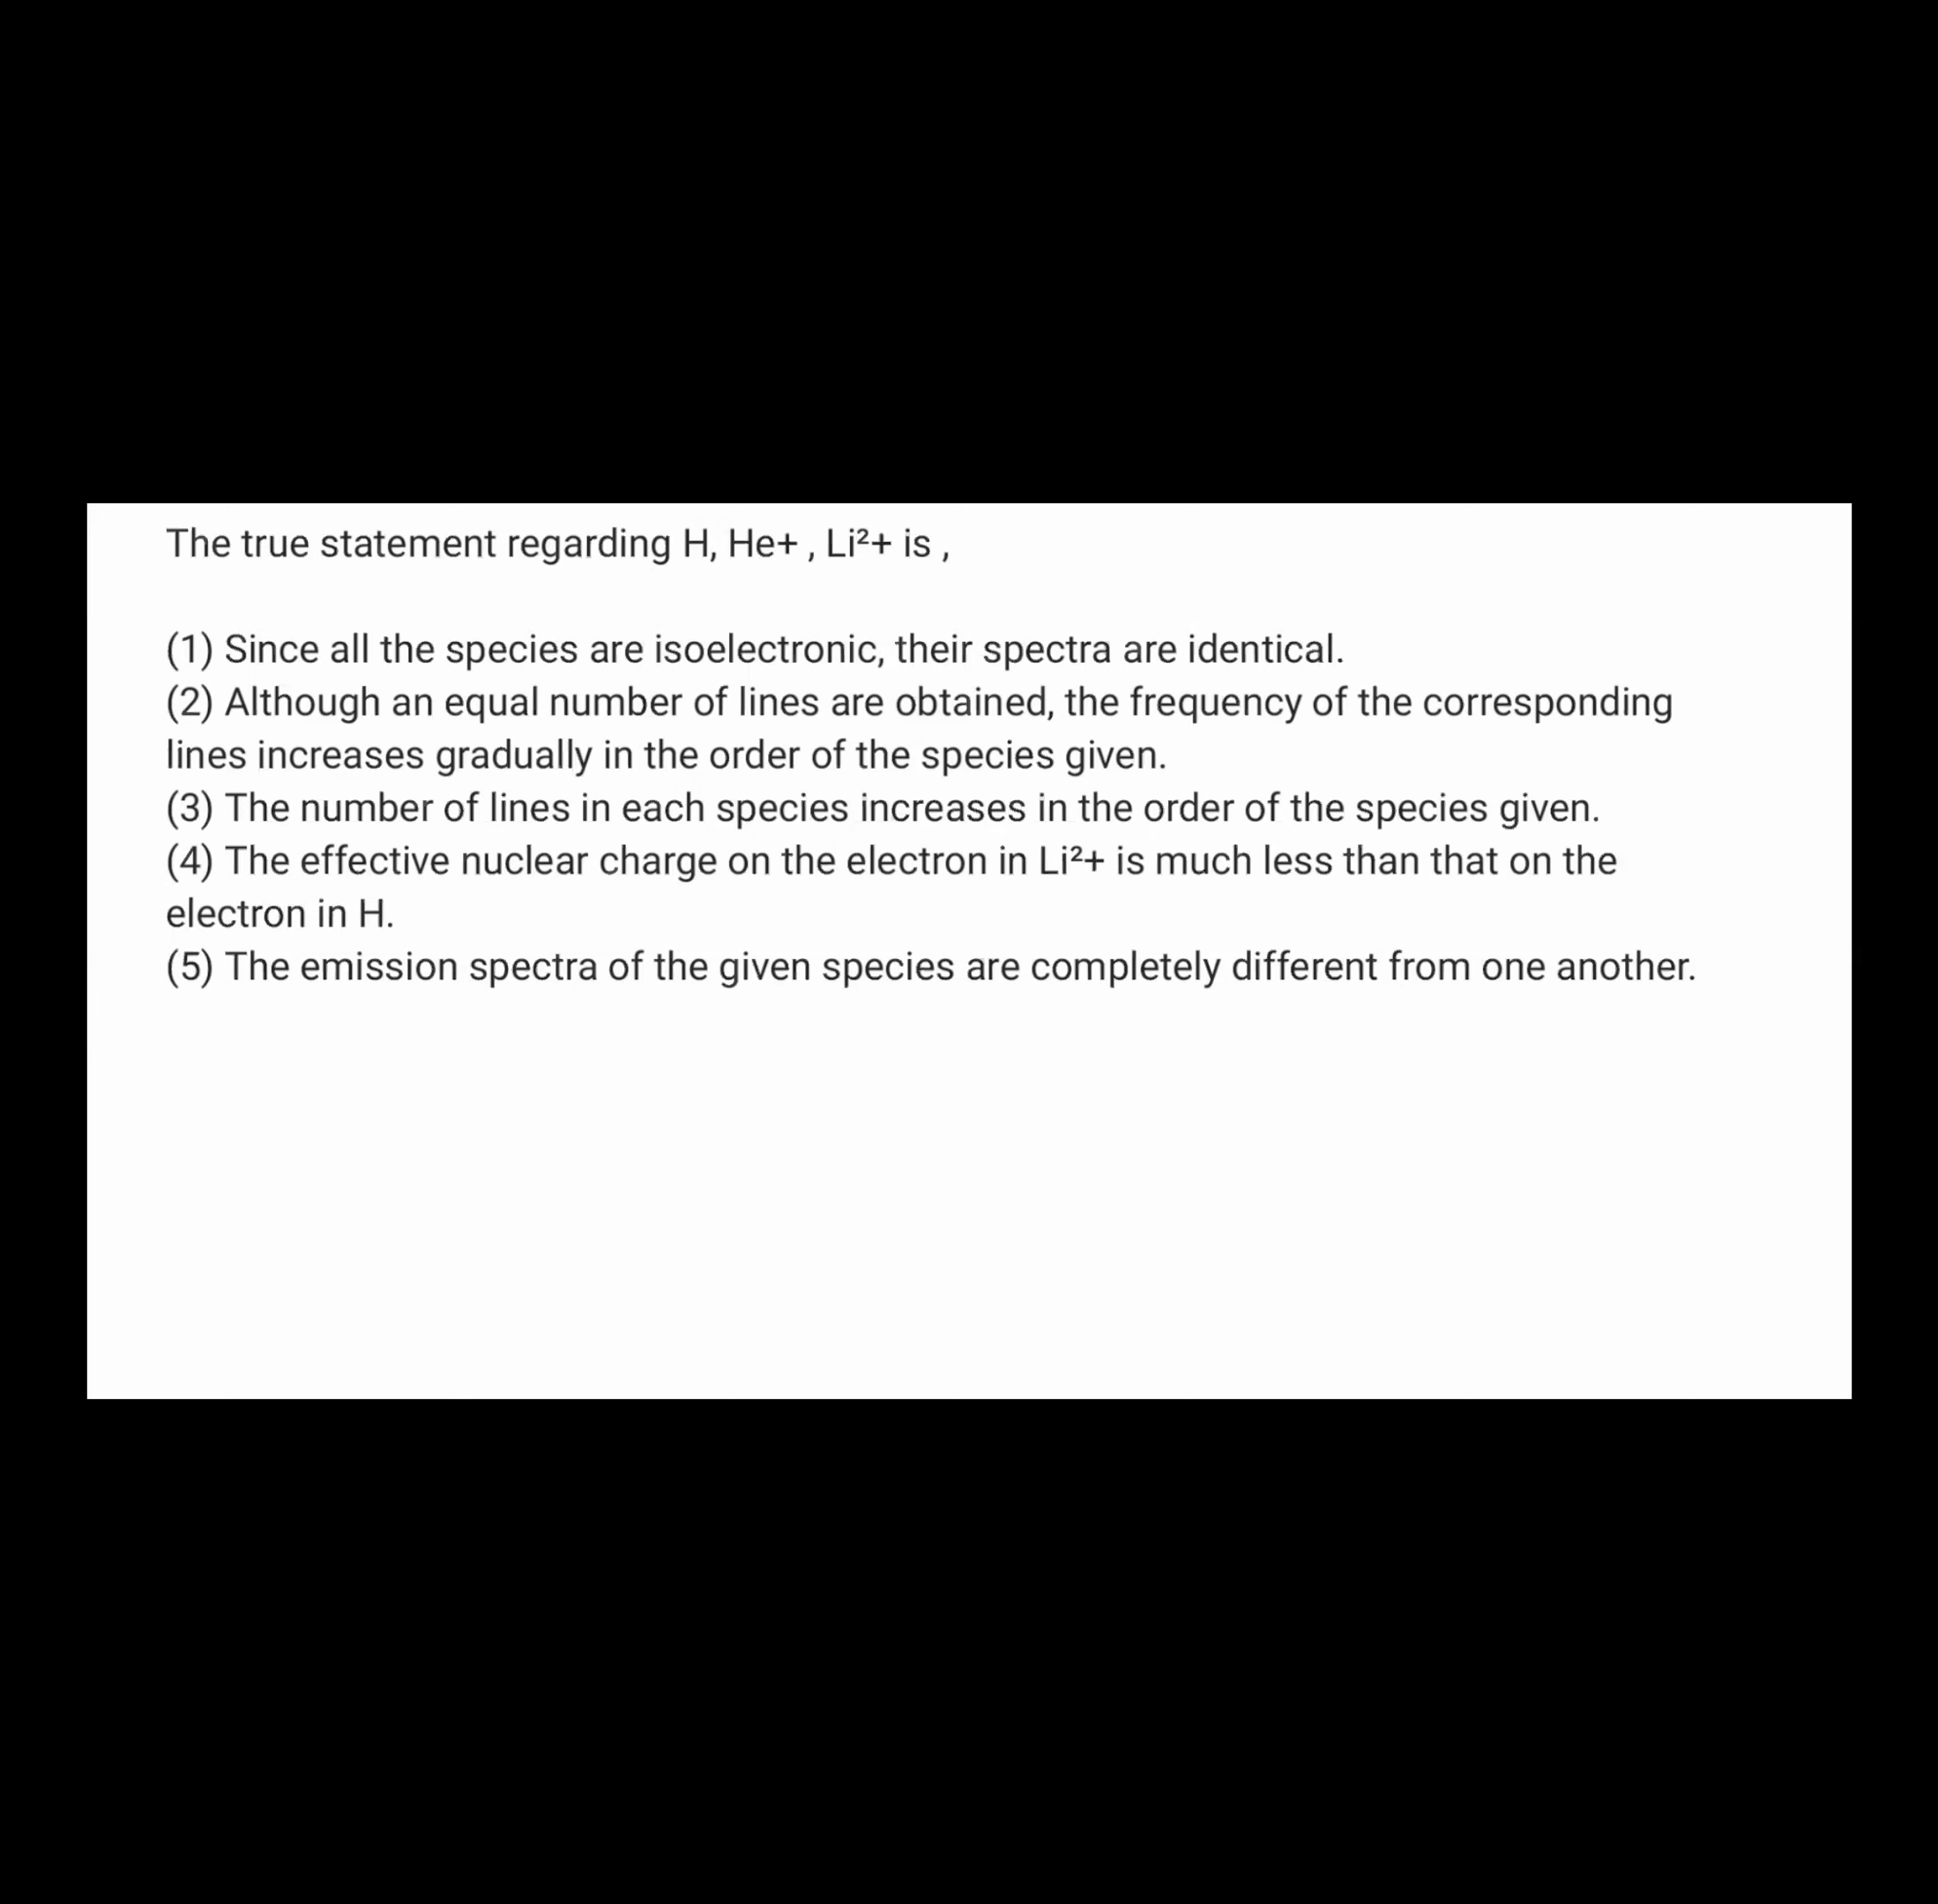 The true statement regarding H, He+ , Li²+ is ,
(1) Since all the species are isoelectronic, their spectra are identical.
(2) Although an equal number of lines are obtained, the frequency of the corresponding
lines increases gradually in the order of the species given.
(3) The number of lines in each species increases in the order of the species given.
(4) The effective nuclear charge on the electron in Li²+ is much less than that on the
electron in H.
(5) The emission spectra of the given species are completely different from one another.